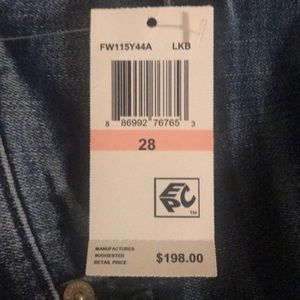 FW115Y44A LKB
8 86992 76765 3
28
EPC
TM
MANUFACTURES
SUGGESTED
RETAIL PRICE:
$198.00